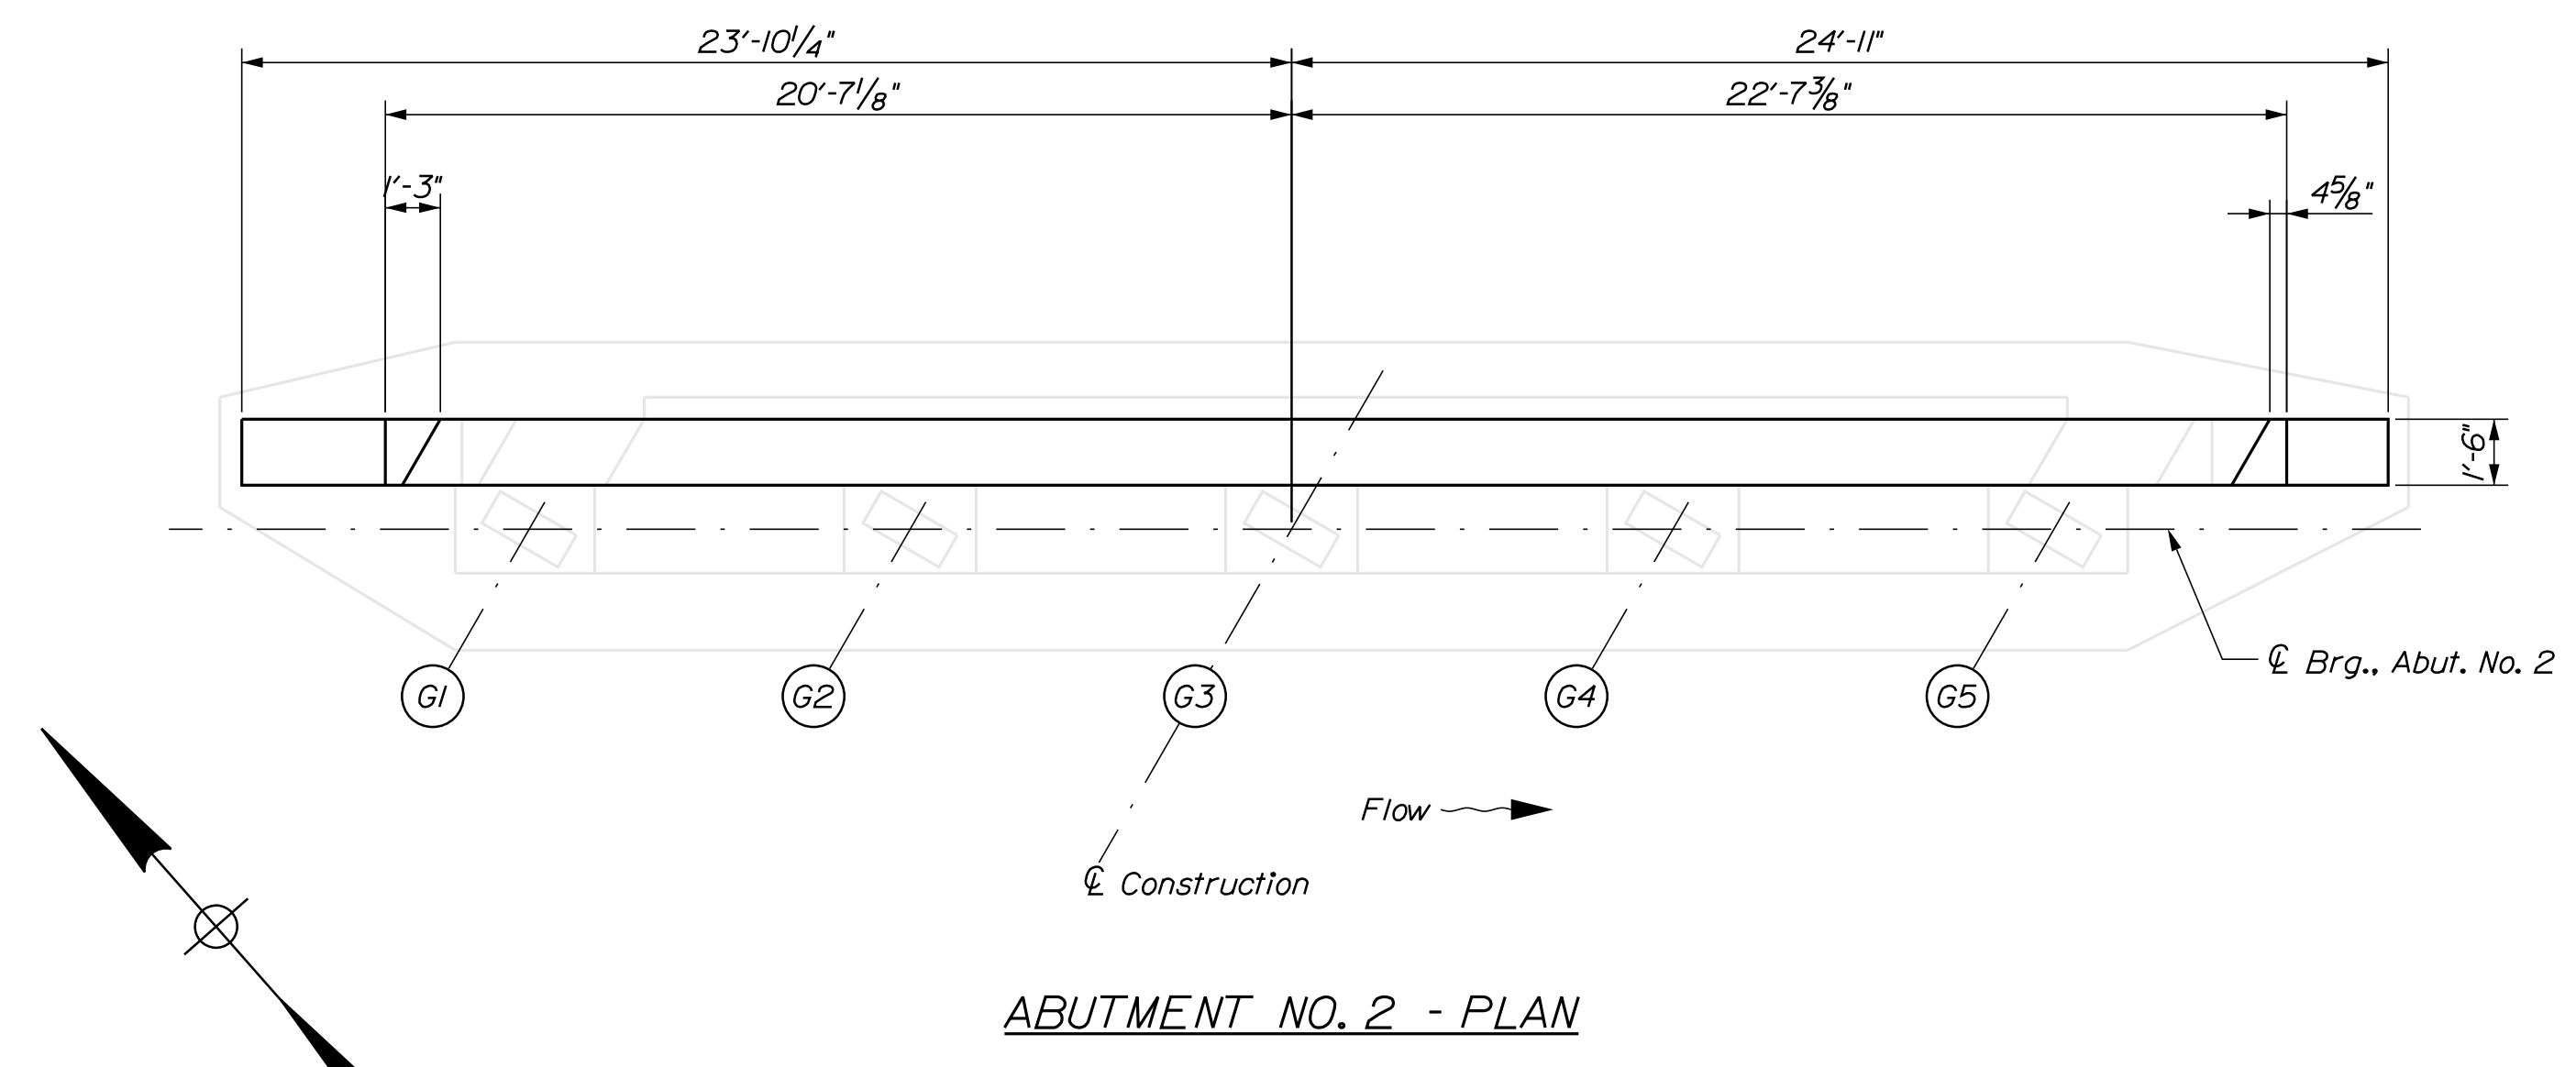 23'-10 1/4" 24'-11"
20'-7 1/8" 22'-7 3/8"
1'-3" 4 5/8"
1'-6"
℄ Brg., Abut. No. 2
G1 G2 G3 G4 G5
Flow
℄ Construction
ABUTMENT NO. 2 - PLAN